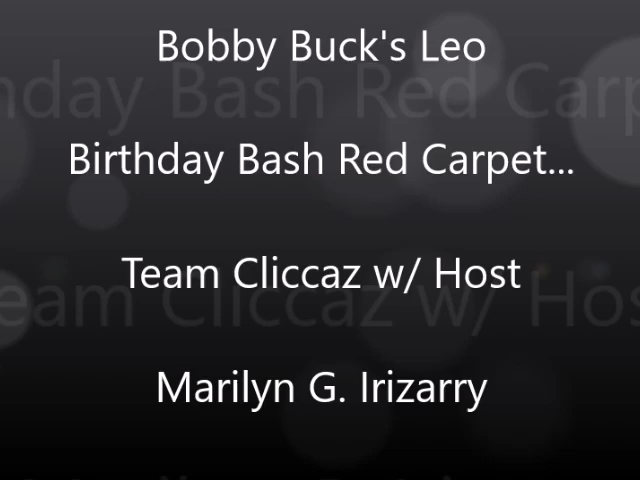 Bobby Buck's Leo
Birthday Bash Red Carpet...
Team Cliccaz w/ Host
Marilyn G. Irizarry